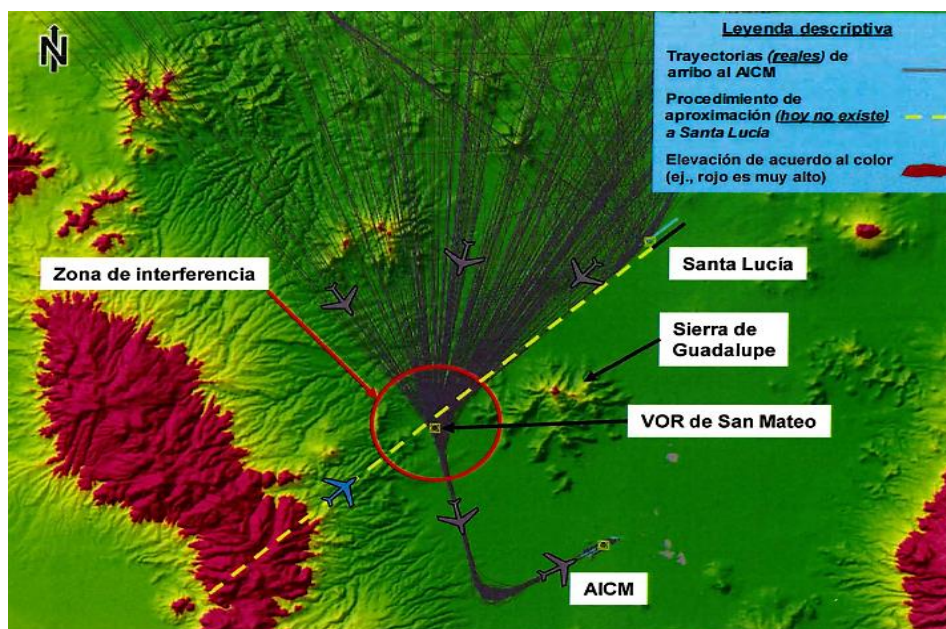 N
Leyenda descriptiva
Trayectorias (reales) de
arribo al AICM
Procedimiento de
aproximación (hoy no existe)
a Santa Lucía
Elevación de acuerdo al color
(ej., rojo es muy alto)
Zona de interferencia
Santa Lucía
Sierra de
Guadalupe
VOR de San Mateo
AICM